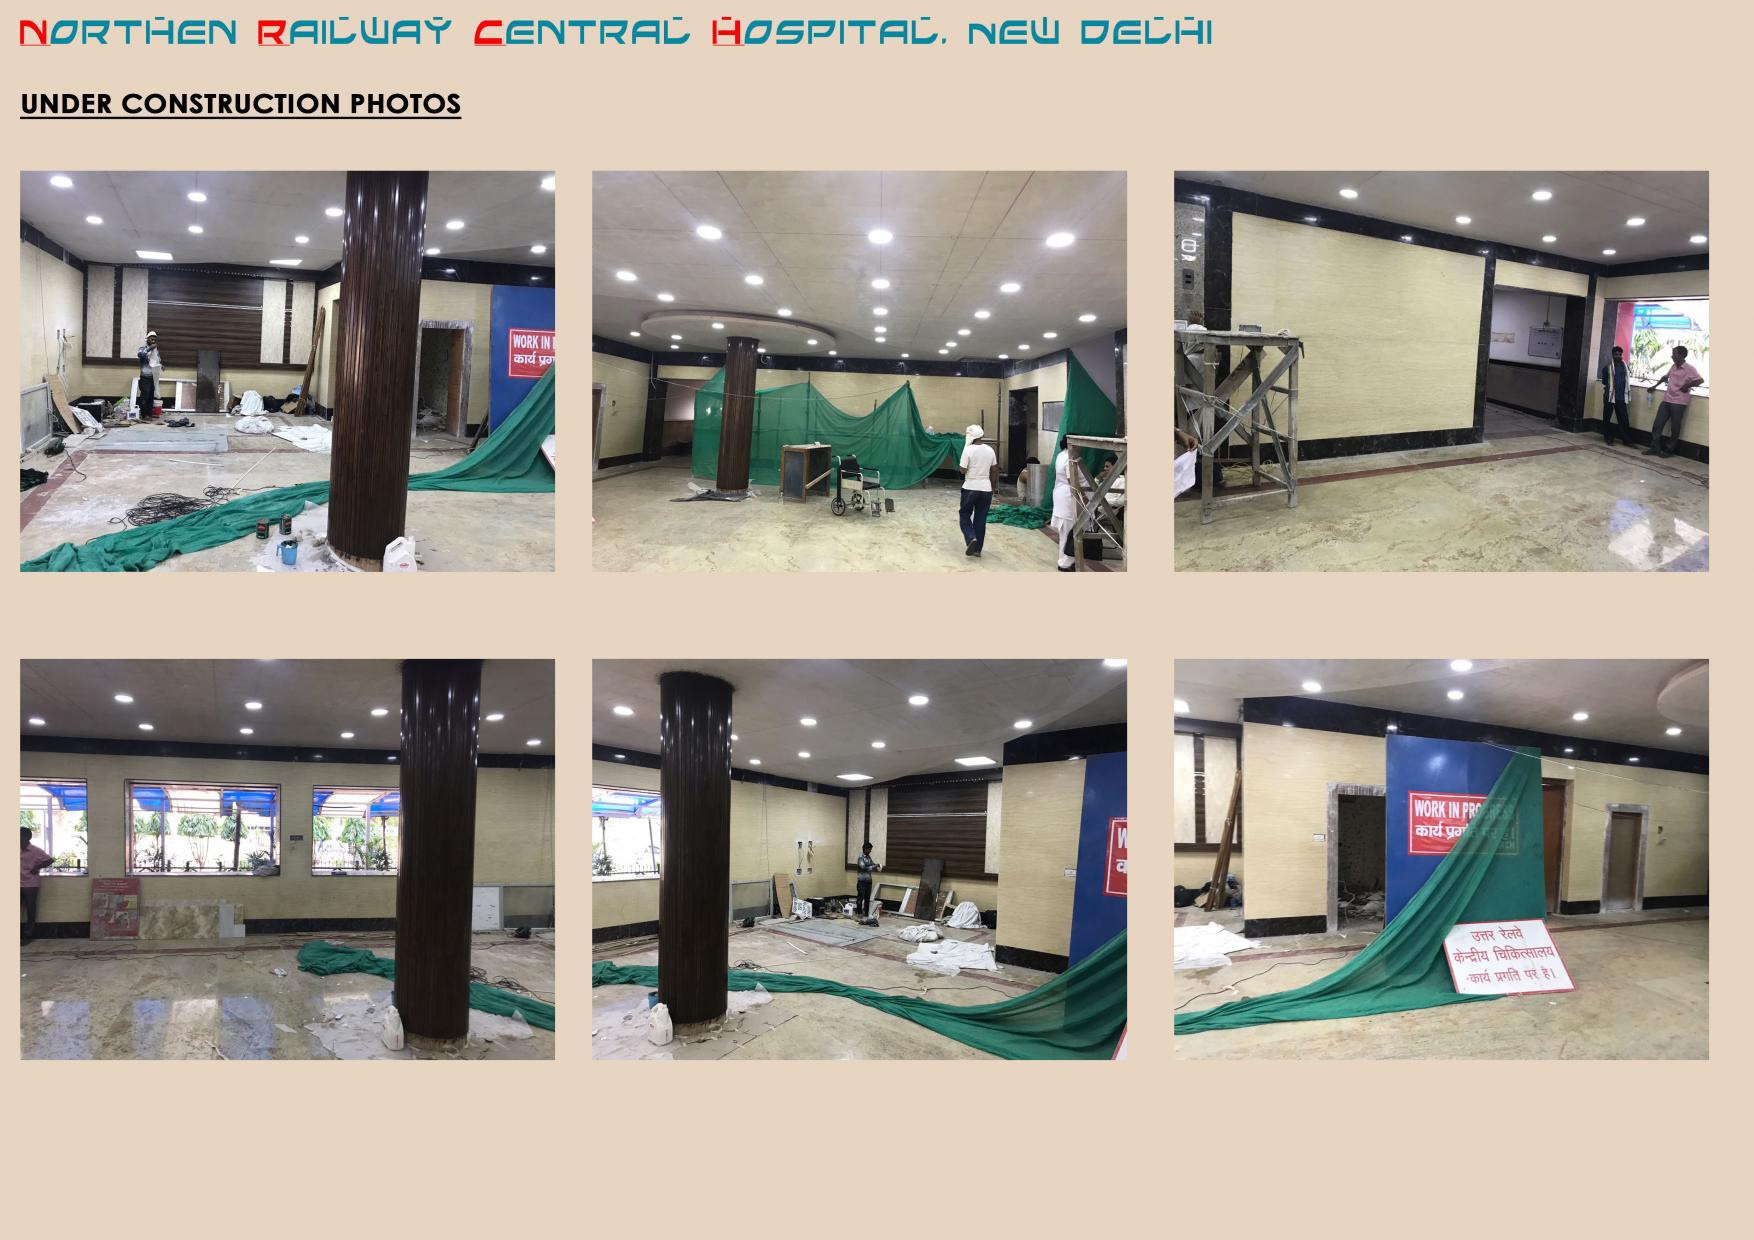 NORTHEN RAILWAY CENTRAL HOSPITAL, NEW DELHI
UNDER CONSTRUCTION PHOTOS
WORK IN
कार्य प्रग
WORK IN PROGRESS
कार्य प्रगति पर है।
उत्तर रेलवे
केन्द्रीय चिकित्सालय
कार्य प्रगति पर है।